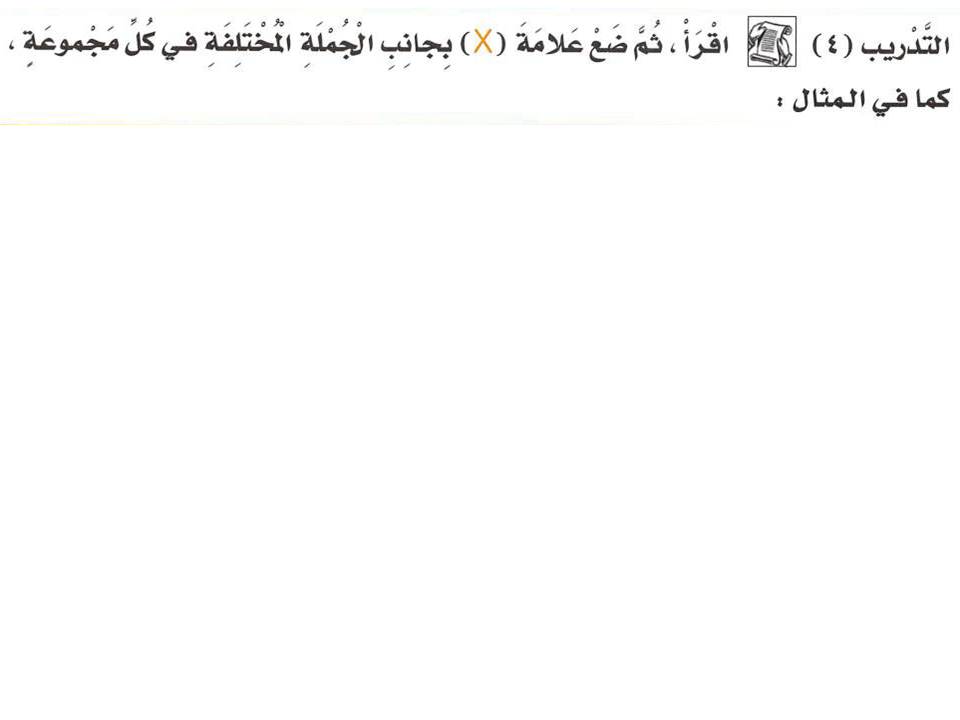 التَّدْريب (٤) اقْرَأْ ، ثُمَّ ضَعْ عَلامَةَ (X) بِجانِبِ الْجُمْلَةِ الْمُخْتَلِفَةِ في كُلِّ مَجْموعَةٍ ،
كما في المثال :